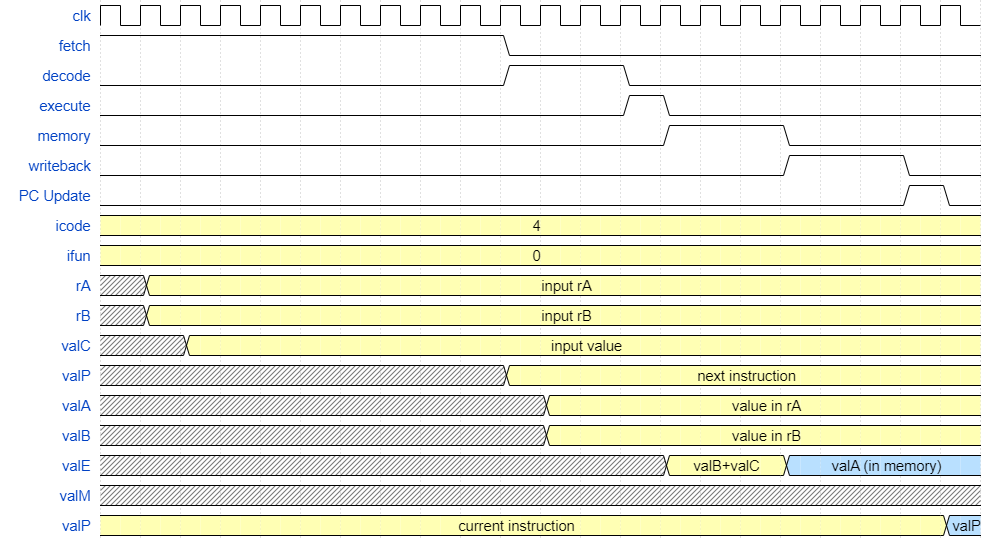 clk
fetch
decode
execute
memory
writeback
PC Update
icode 4
ifun 0
rA input rA
rB input rB
valC input value
valP next instruction
valA value in rA
valB value in rB
valE valB+valC valA (in memory)
valM
valP current instruction valP